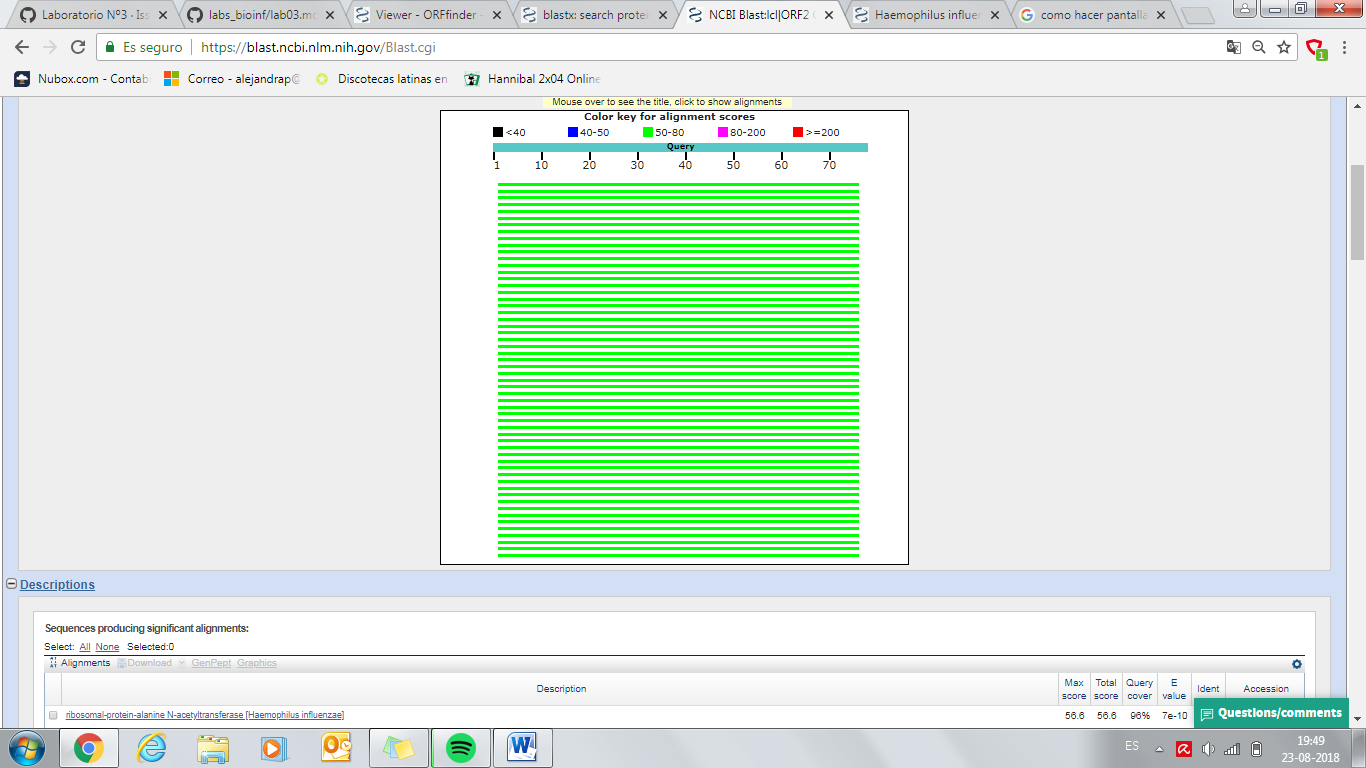 Laboratorio Nº3 · Iss
labs_bioinf/lab03.mc
Viewer - ORFfinder -
blastx: search protei
NCBI Blast:lcl|ORF2
Haemophilus influen
como hacer pantalla
Es seguro
https://blast.ncbi.nlm.nih.gov/Blast.cgi
1
Nubox.com - Contab
Correo - alejandrap@
Discotecas latinas en
Hannibal 2x04 Online
Mouse over to see the title, click to show alignments
Color key for alignment scores
<40 40-50 50-80 80-200 >=200
Query
1 10 20 30 40 50 60 70
Descriptions
Sequences producing significant alignments:
Select: All None Selected:0
Alignments Download GenPept Graphics
Description Max score Total score Query cover E value Ident Accession
ribosomal-protein-alanine N-acetyltransferase [Haemophilus influenzae] 56.6 56.6 96% 7e-10
Questions/comments
ES
19:49
23-08-2018